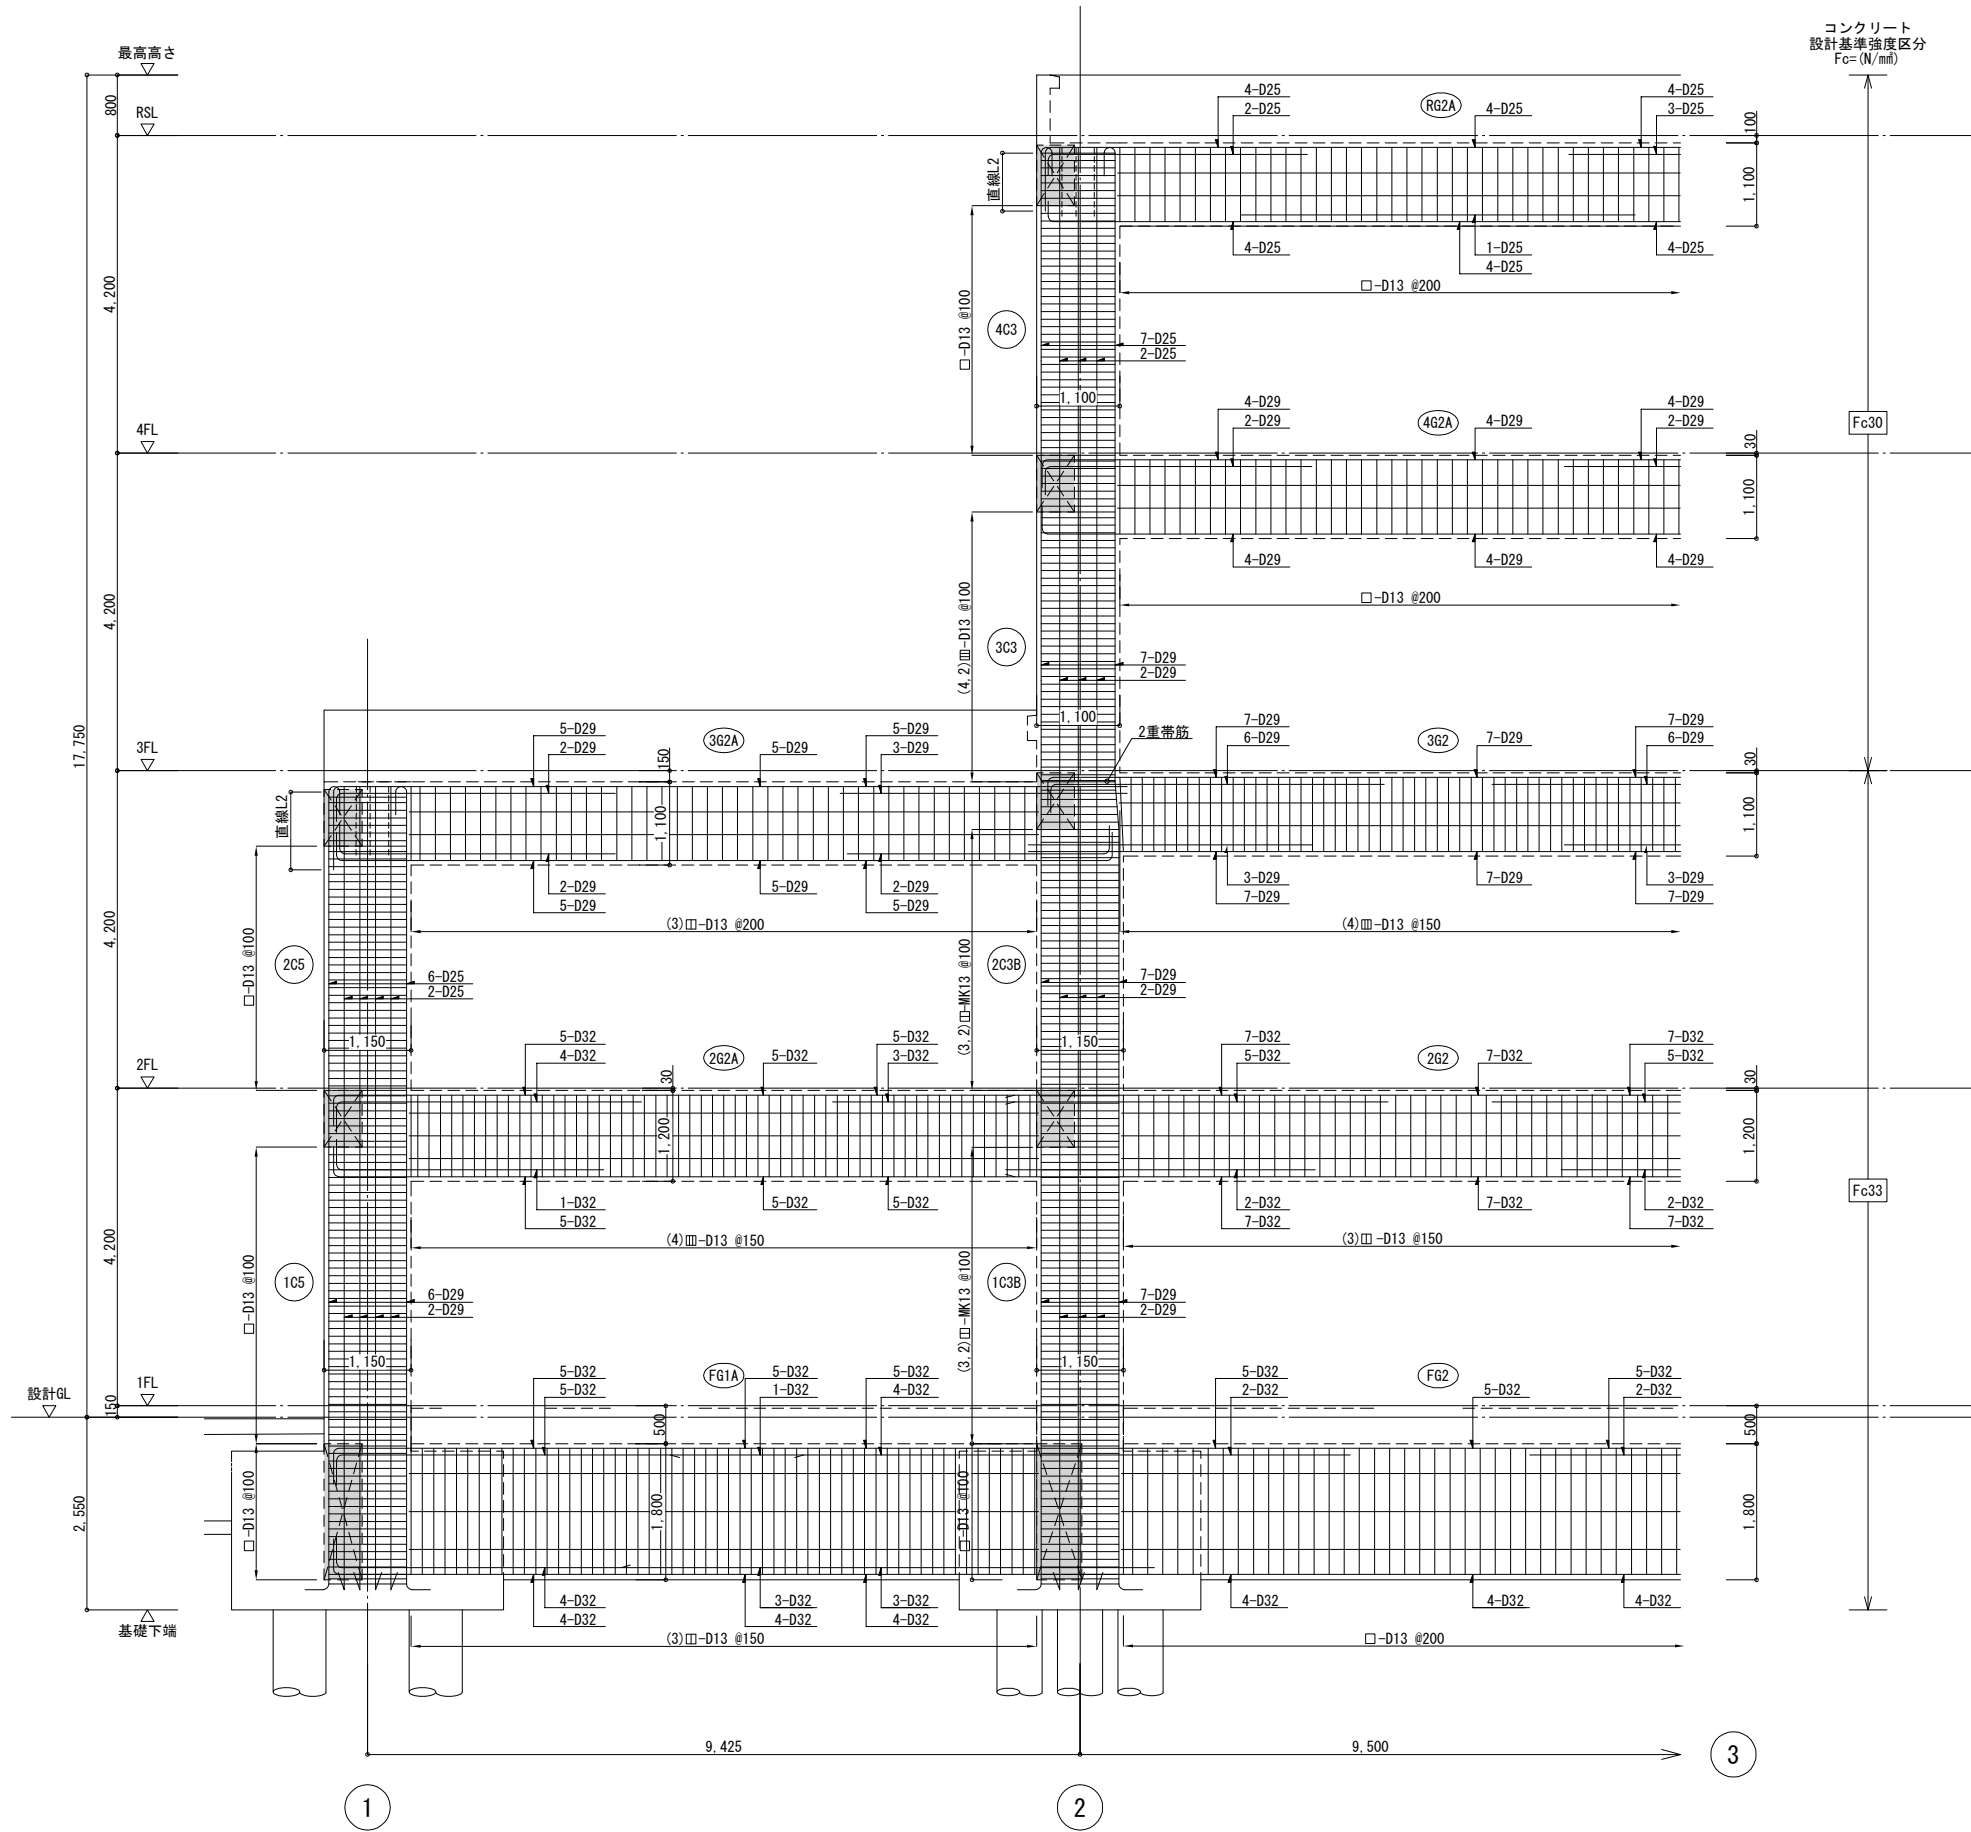 コンクリート
設計基準強度区分
Fc=(N/㎟)
最高高さ
800
RSL
4-D25
2-D25
RG2A
4-D25
4-D25
3-D25
100
1,100
直線L2
4-D25
1-D25
4-D25
4-D25
□-D13 @200
4,200
□-D13 @100
4C3
7-D25
2-D25
1,100
4FL
4-D29
2-D29
4G2A
4-D29
4-D29
2-D29
30
Fc30
1,100
4-D29
4-D29
4-D29
□-D13 @200
4,200
(4,2)▥-D13 @100
3C3
7-D29
2-D29
1,100
2重帯筋
17,750
3FL
5-D29
2-D29
3G2A
5-D29
5-D29
3-D29
150
7-D29
6-D29
3G2
7-D29
7-D29
6-D29
30
直線L2
1,100
1,100
2-D29
5-D29
5-D29
2-D29
5-D29
3-D29
7-D29
7-D29
3-D29
7-D29
(3)◫-D13 @200
(4)▥-D13 @150
4,200
□-D13 @100
2C5
6-D25
2-D25
1,150
(3,2)◫-MK13 @100
2C3B
7-D29
2-D29
1,150
2FL
5-D32
4-D32
2G2A
5-D32
5-D32
3-D32
30
7-D32
5-D32
2G2
7-D32
7-D32
5-D32
30
1,200
1,200
1-D32
5-D32
5-D32
5-D32
2-D32
7-D32
7-D32
2-D32
7-D32
(4)▥-D13 @150
(3)◫-D13 @150
Fc33
4,200
□-D13 @100
1C5
6-D29
2-D29
1,150
(3,2)◫-MK13 @100
1C3B
7-D29
2-D29
1,150
設計GL
1FL
150
5-D32
5-D32
FG1A
5-D32
1-D32
5-D32
4-D32
500
5-D32
2-D32
FG2
5-D32
5-D32
2-D32
500
2,550
□-D13 @100
1,800
□-D13 @100
1,800
基礎下端
4-D32
4-D32
3-D32
4-D32
3-D32
4-D32
4-D32
4-D32
4-D32
(3)◫-D13 @150
□-D13 @200
9,425
9,500
3
1
2